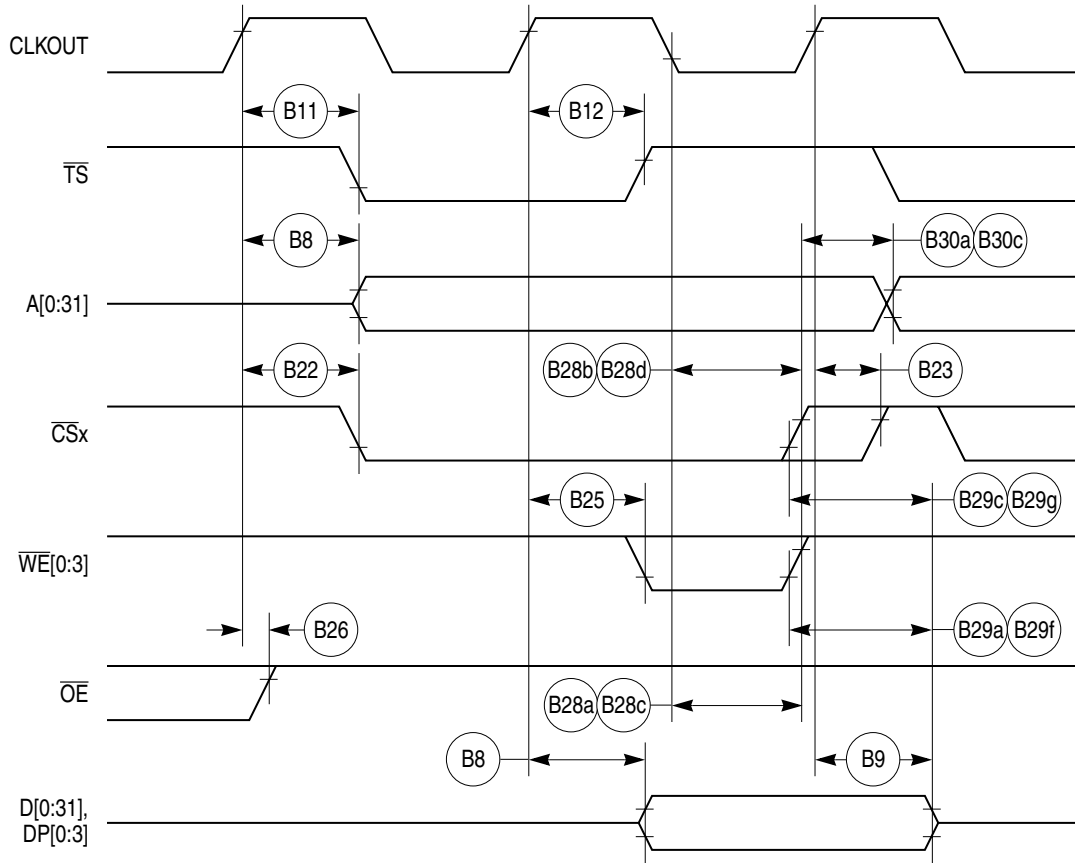 CLKOUT
B11
B12
TS
B8
B30a B30c
A[0:31]
B22
B28b B28d
B23
CSx
B25
B29c B29g
WE[0:3]
B26
B29a B29f
OE
B28a B28c
B8
B9
D[0:31],
DP[0:3]